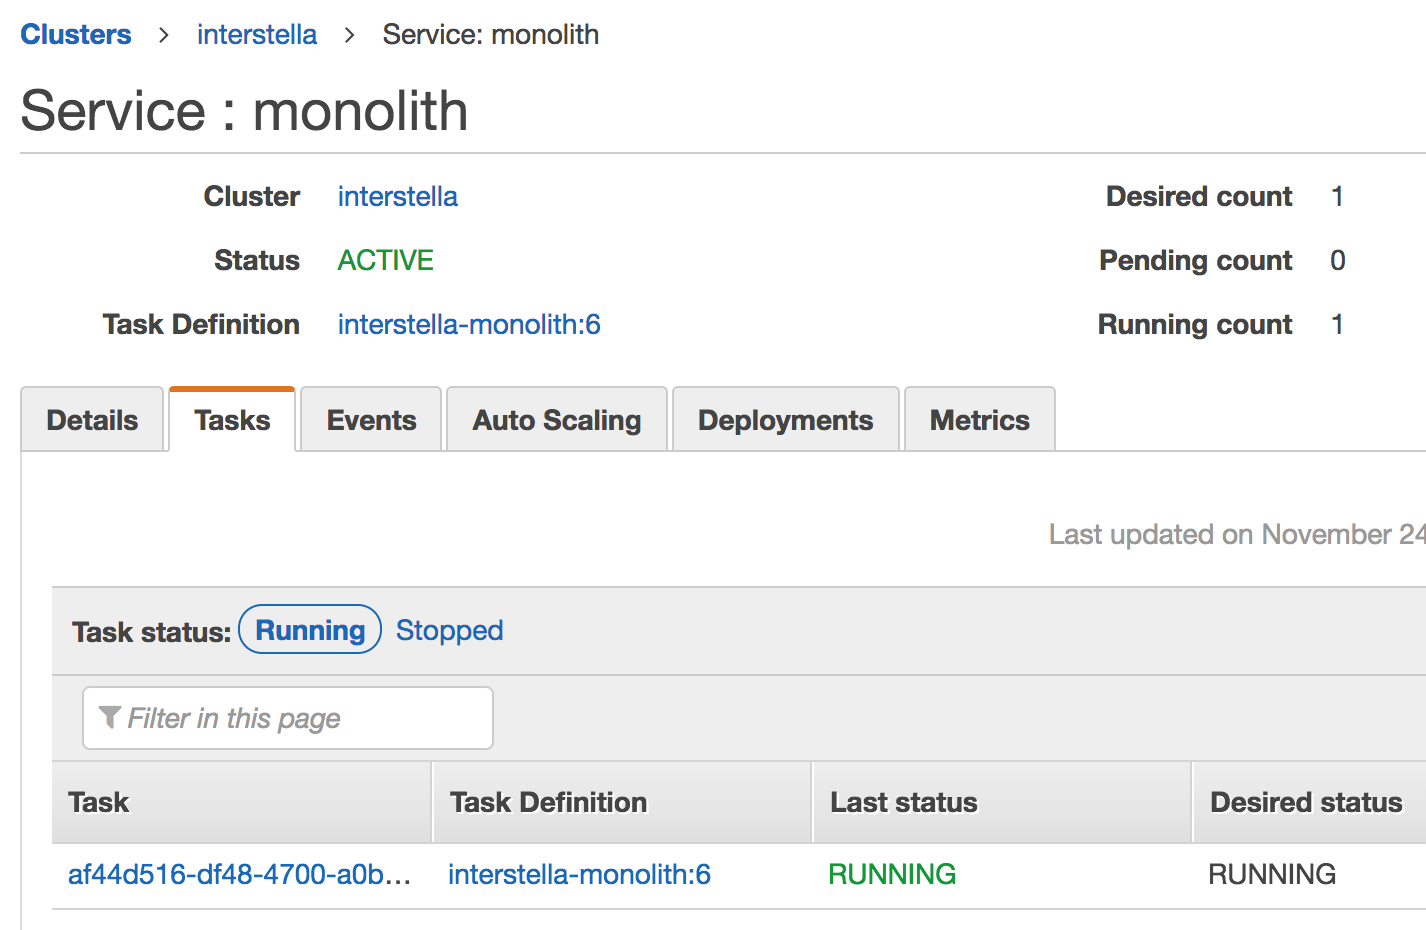 Clusters > interstella > Service: monolith
Service : monolith
Cluster interstella Desired count 1
Status ACTIVE Pending count 0
Task Definition interstella-monolith:6 Running count 1
Details Tasks Events Auto Scaling Deployments Metrics
Last updated on November 24
Task status: Running Stopped
Filter in this page
Task Task Definition Last status Desired status
af44d516-df48-4700-a0b... interstella-monolith:6 RUNNING RUNNING